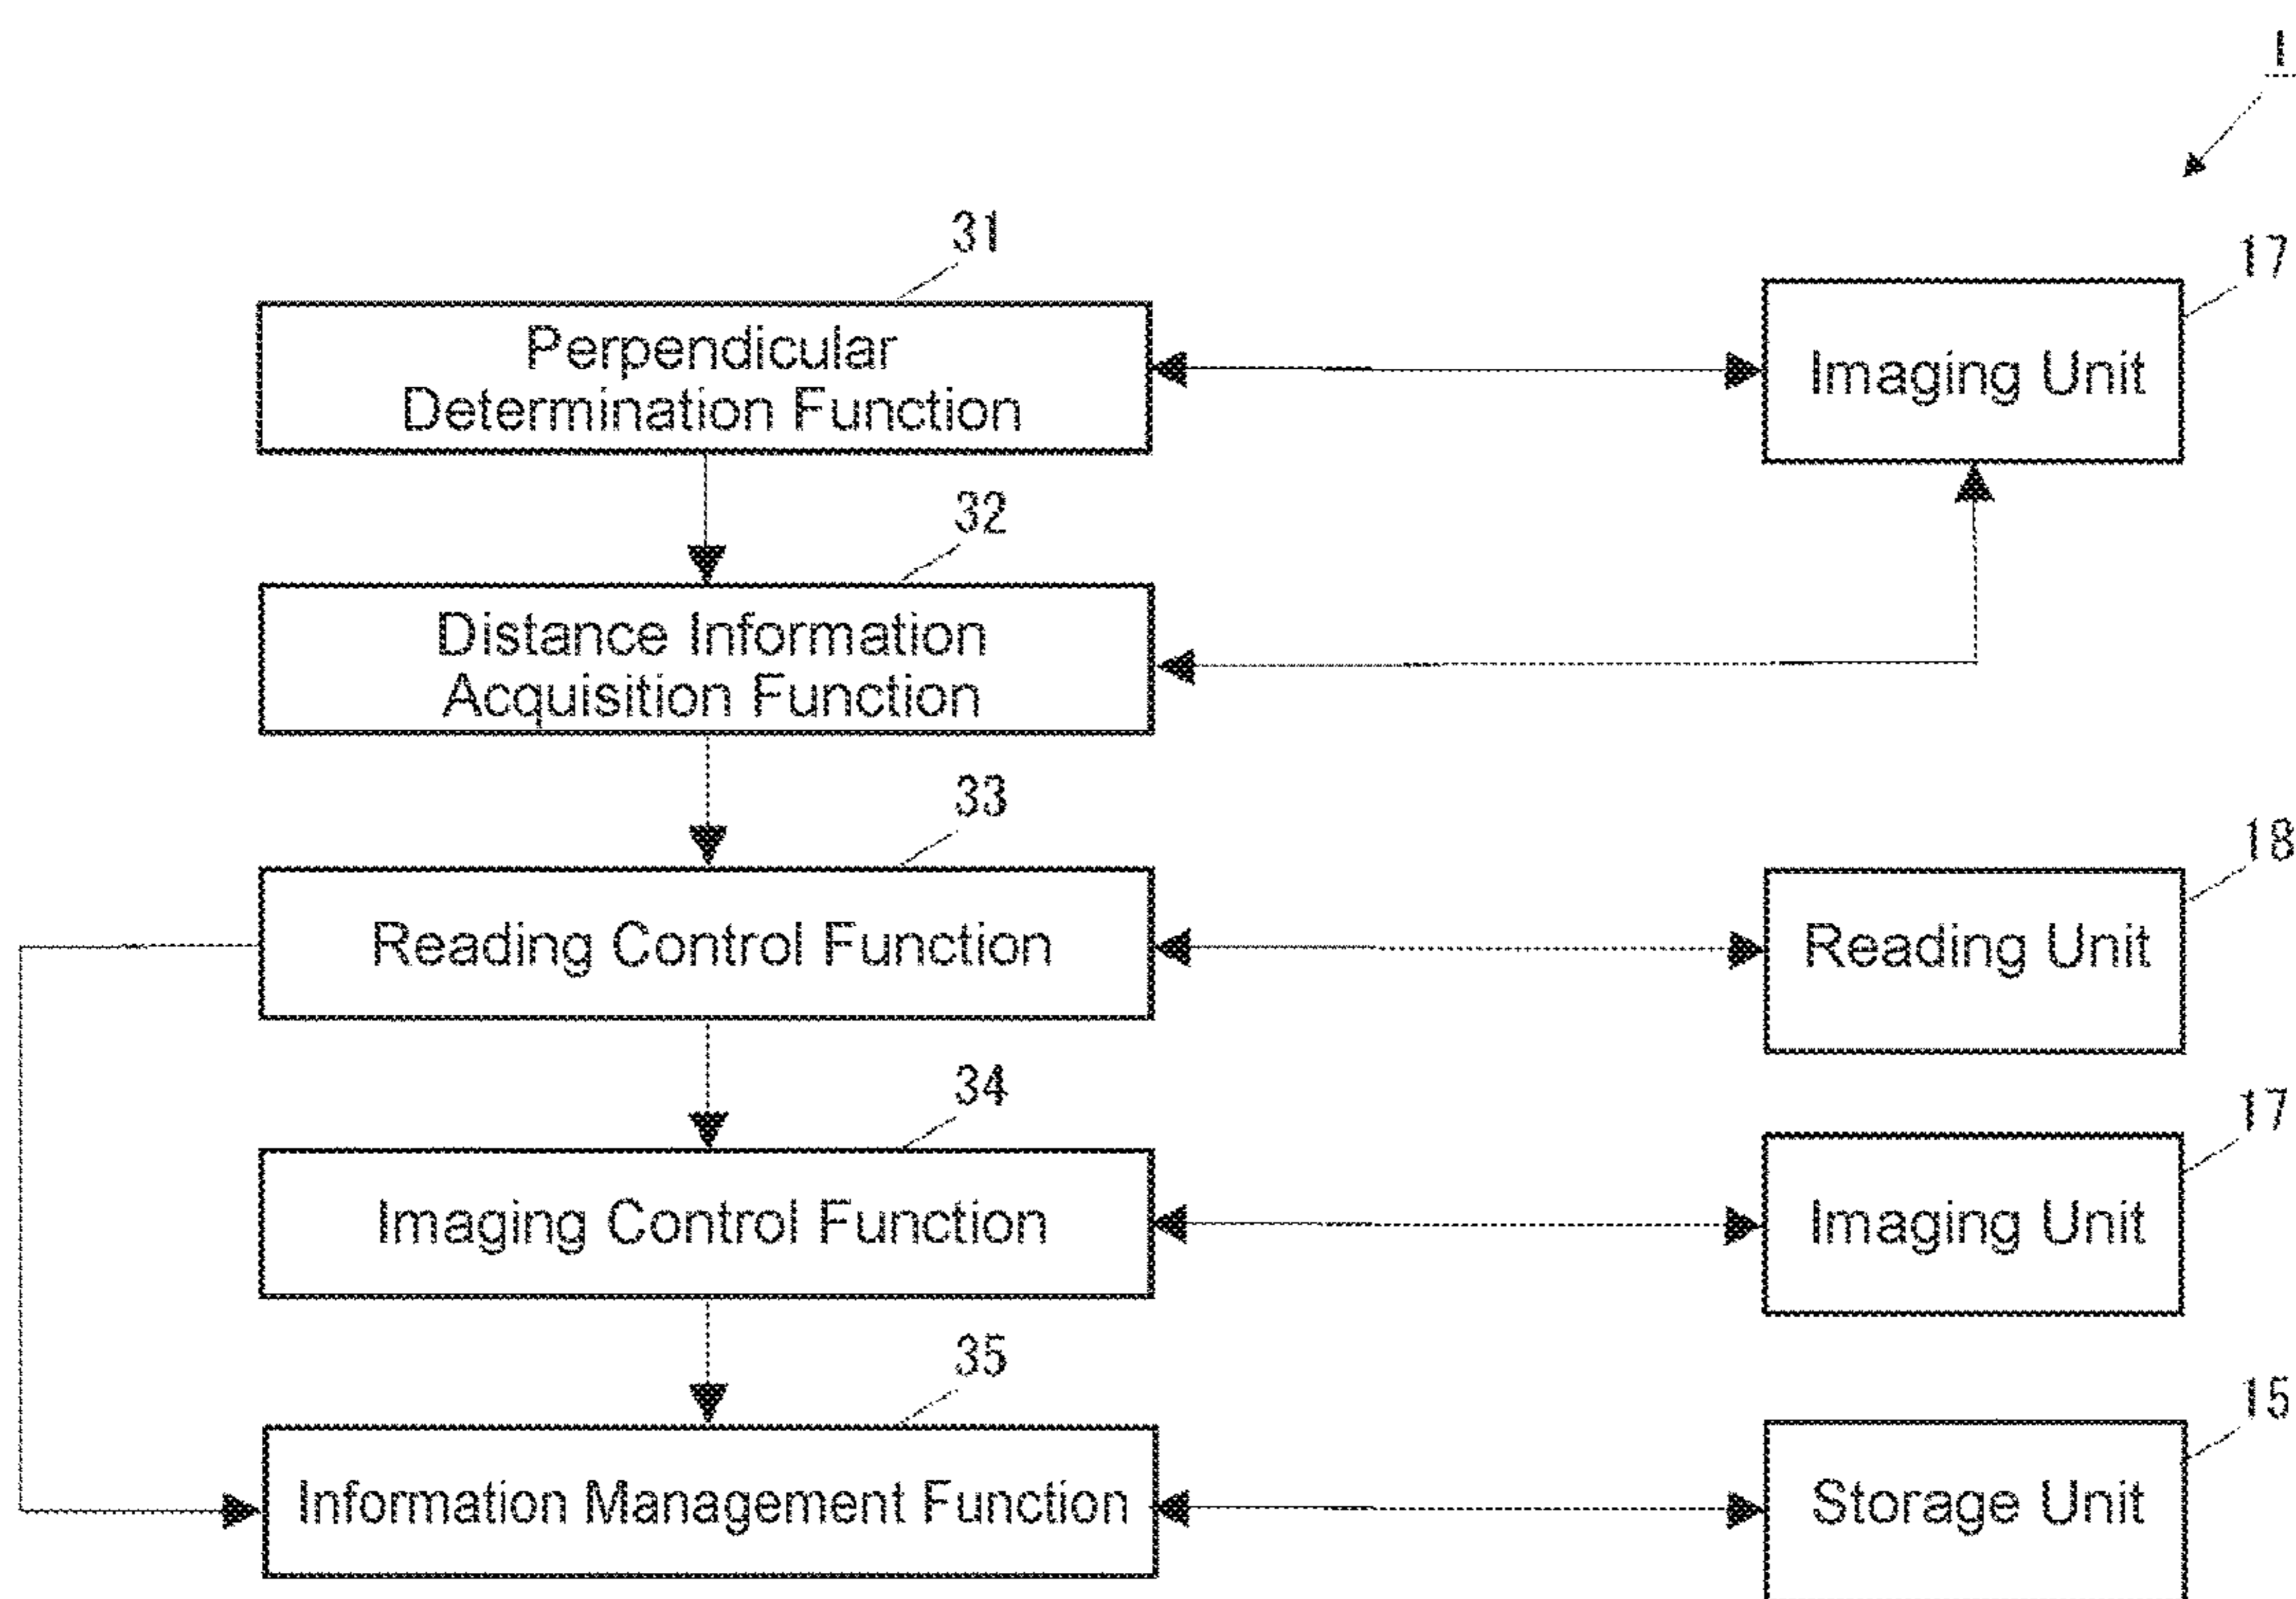 1
31
17
Perpendicular
Determination Function
Imaging Unit
32
Distance Information
Acquisition Function
33
18
Reading Control Function
Reading Unit
34
17
Imaging Control Function
Imaging Unit
35
15
Information Management Function
Storage Unit